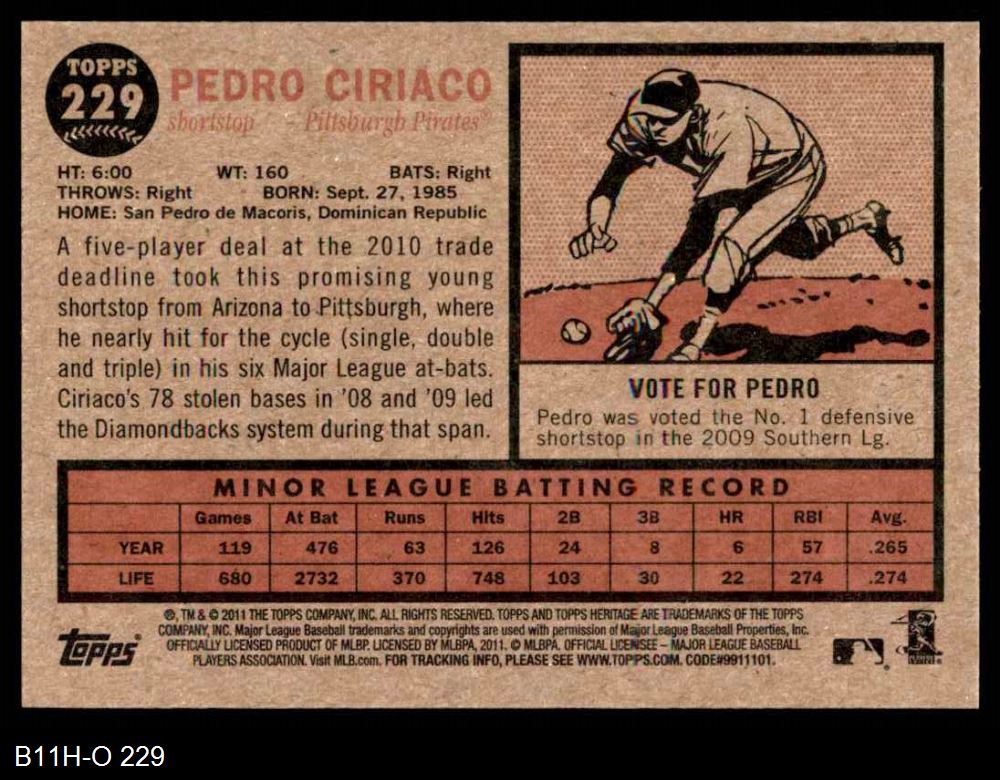 TOPPS
229
PEDRO CIRIACO
shortstop - Pittsburgh Pirates®
HT: 6:00 WT: 160 BATS: Right
THROWS: Right BORN: Sept. 27, 1985
HOME: San Pedro de Macoris, Dominican Republic
A five-player deal at the 2010 trade
deadline took this promising young
shortstop from Arizona to Pittsburgh, where
he nearly hit for the cycle (single, double
and triple) in his six Major League at-bats.
Ciriaco's 78 stolen bases in '08 and '09 led
the Diamondbacks system during that span.
VOTE FOR PEDRO
Pedro was voted the No. 1 defensive
shortstop in the 2009 Southern Lg.
MINOR LEAGUE BATTING RECORD
Games At Bat Runs Hits 2B 3B HR RBI Avg.
YEAR 119 476 63 126 24 8 6 57 .265
LIFE 680 2732 370 748 103 30 22 274 .274
®, TM & © 2011 THE TOPPS COMPANY, INC. ALL RIGHTS RESERVED. TOPPS AND TOPPS HERITAGE ARE TRADEMARKS OF THE TOPPS
COMPANY, INC. Major League Baseball trademarks and copyrights are used with permission of Major League Baseball Properties, Inc.
OFFICIALLY LICENSED PRODUCT OF MLBP. LICENSED BY MLBPA, 2011. © MLBPA. OFFICIAL LICENSEE – MAJOR LEAGUE BASEBALL
PLAYERS ASSOCIATION. Visit MLB.com. FOR TRACKING INFO, PLEASE SEE WWW.TOPPS.COM. CODE#9911101.
Topps®
B11H-O 229